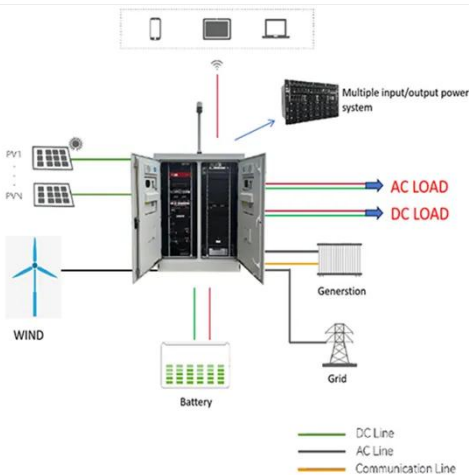 Multiple input/output power
system
PV1
PVN
AC LOAD
DC LOAD
WIND
Generstion
Grid
Battery
DC Line
AC Line
Communication Line